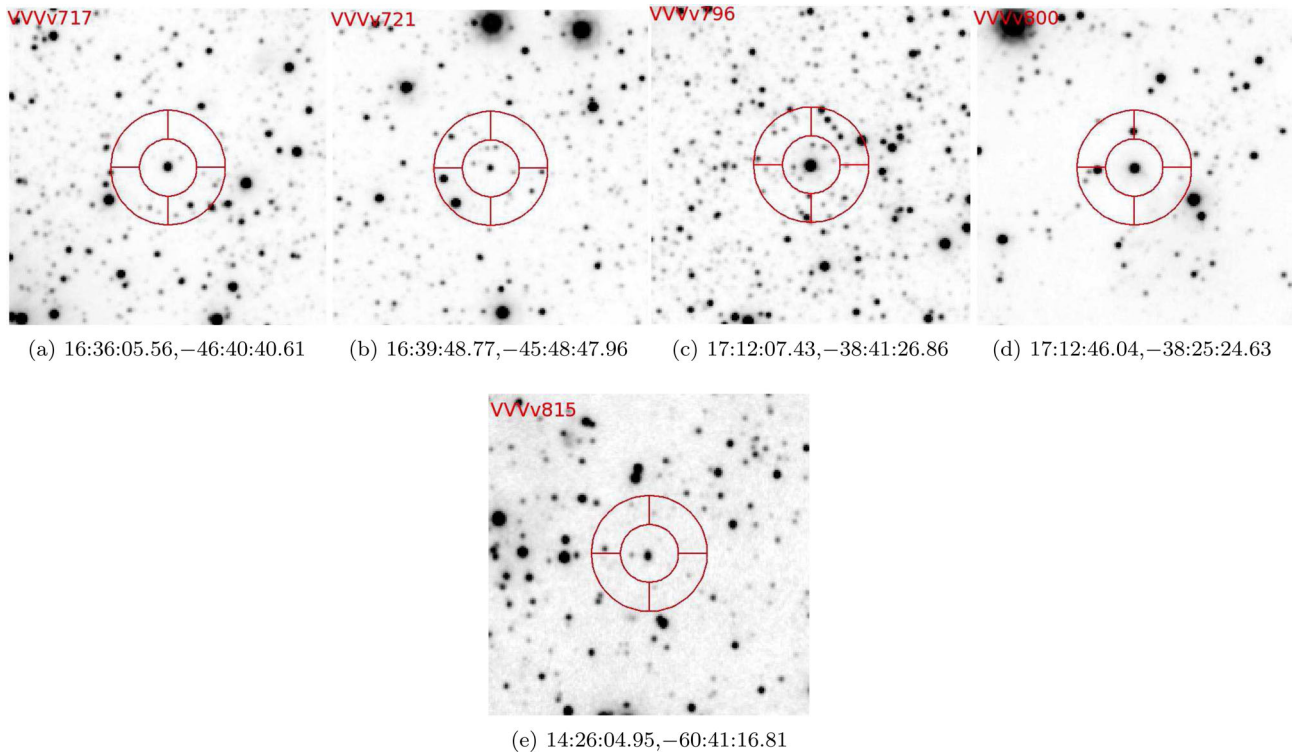 VVVv717
VVVv721
VVVv796
VVVv800
(a) 16:36:05.56,−46:40:40.61
(b) 16:39:48.77,−45:48:47.96
(c) 17:12:07.43,−38:41:26.86
(d) 17:12:46.04,−38:25:24.63
VVVv815
(e) 14:26:04.95,−60:41:16.81